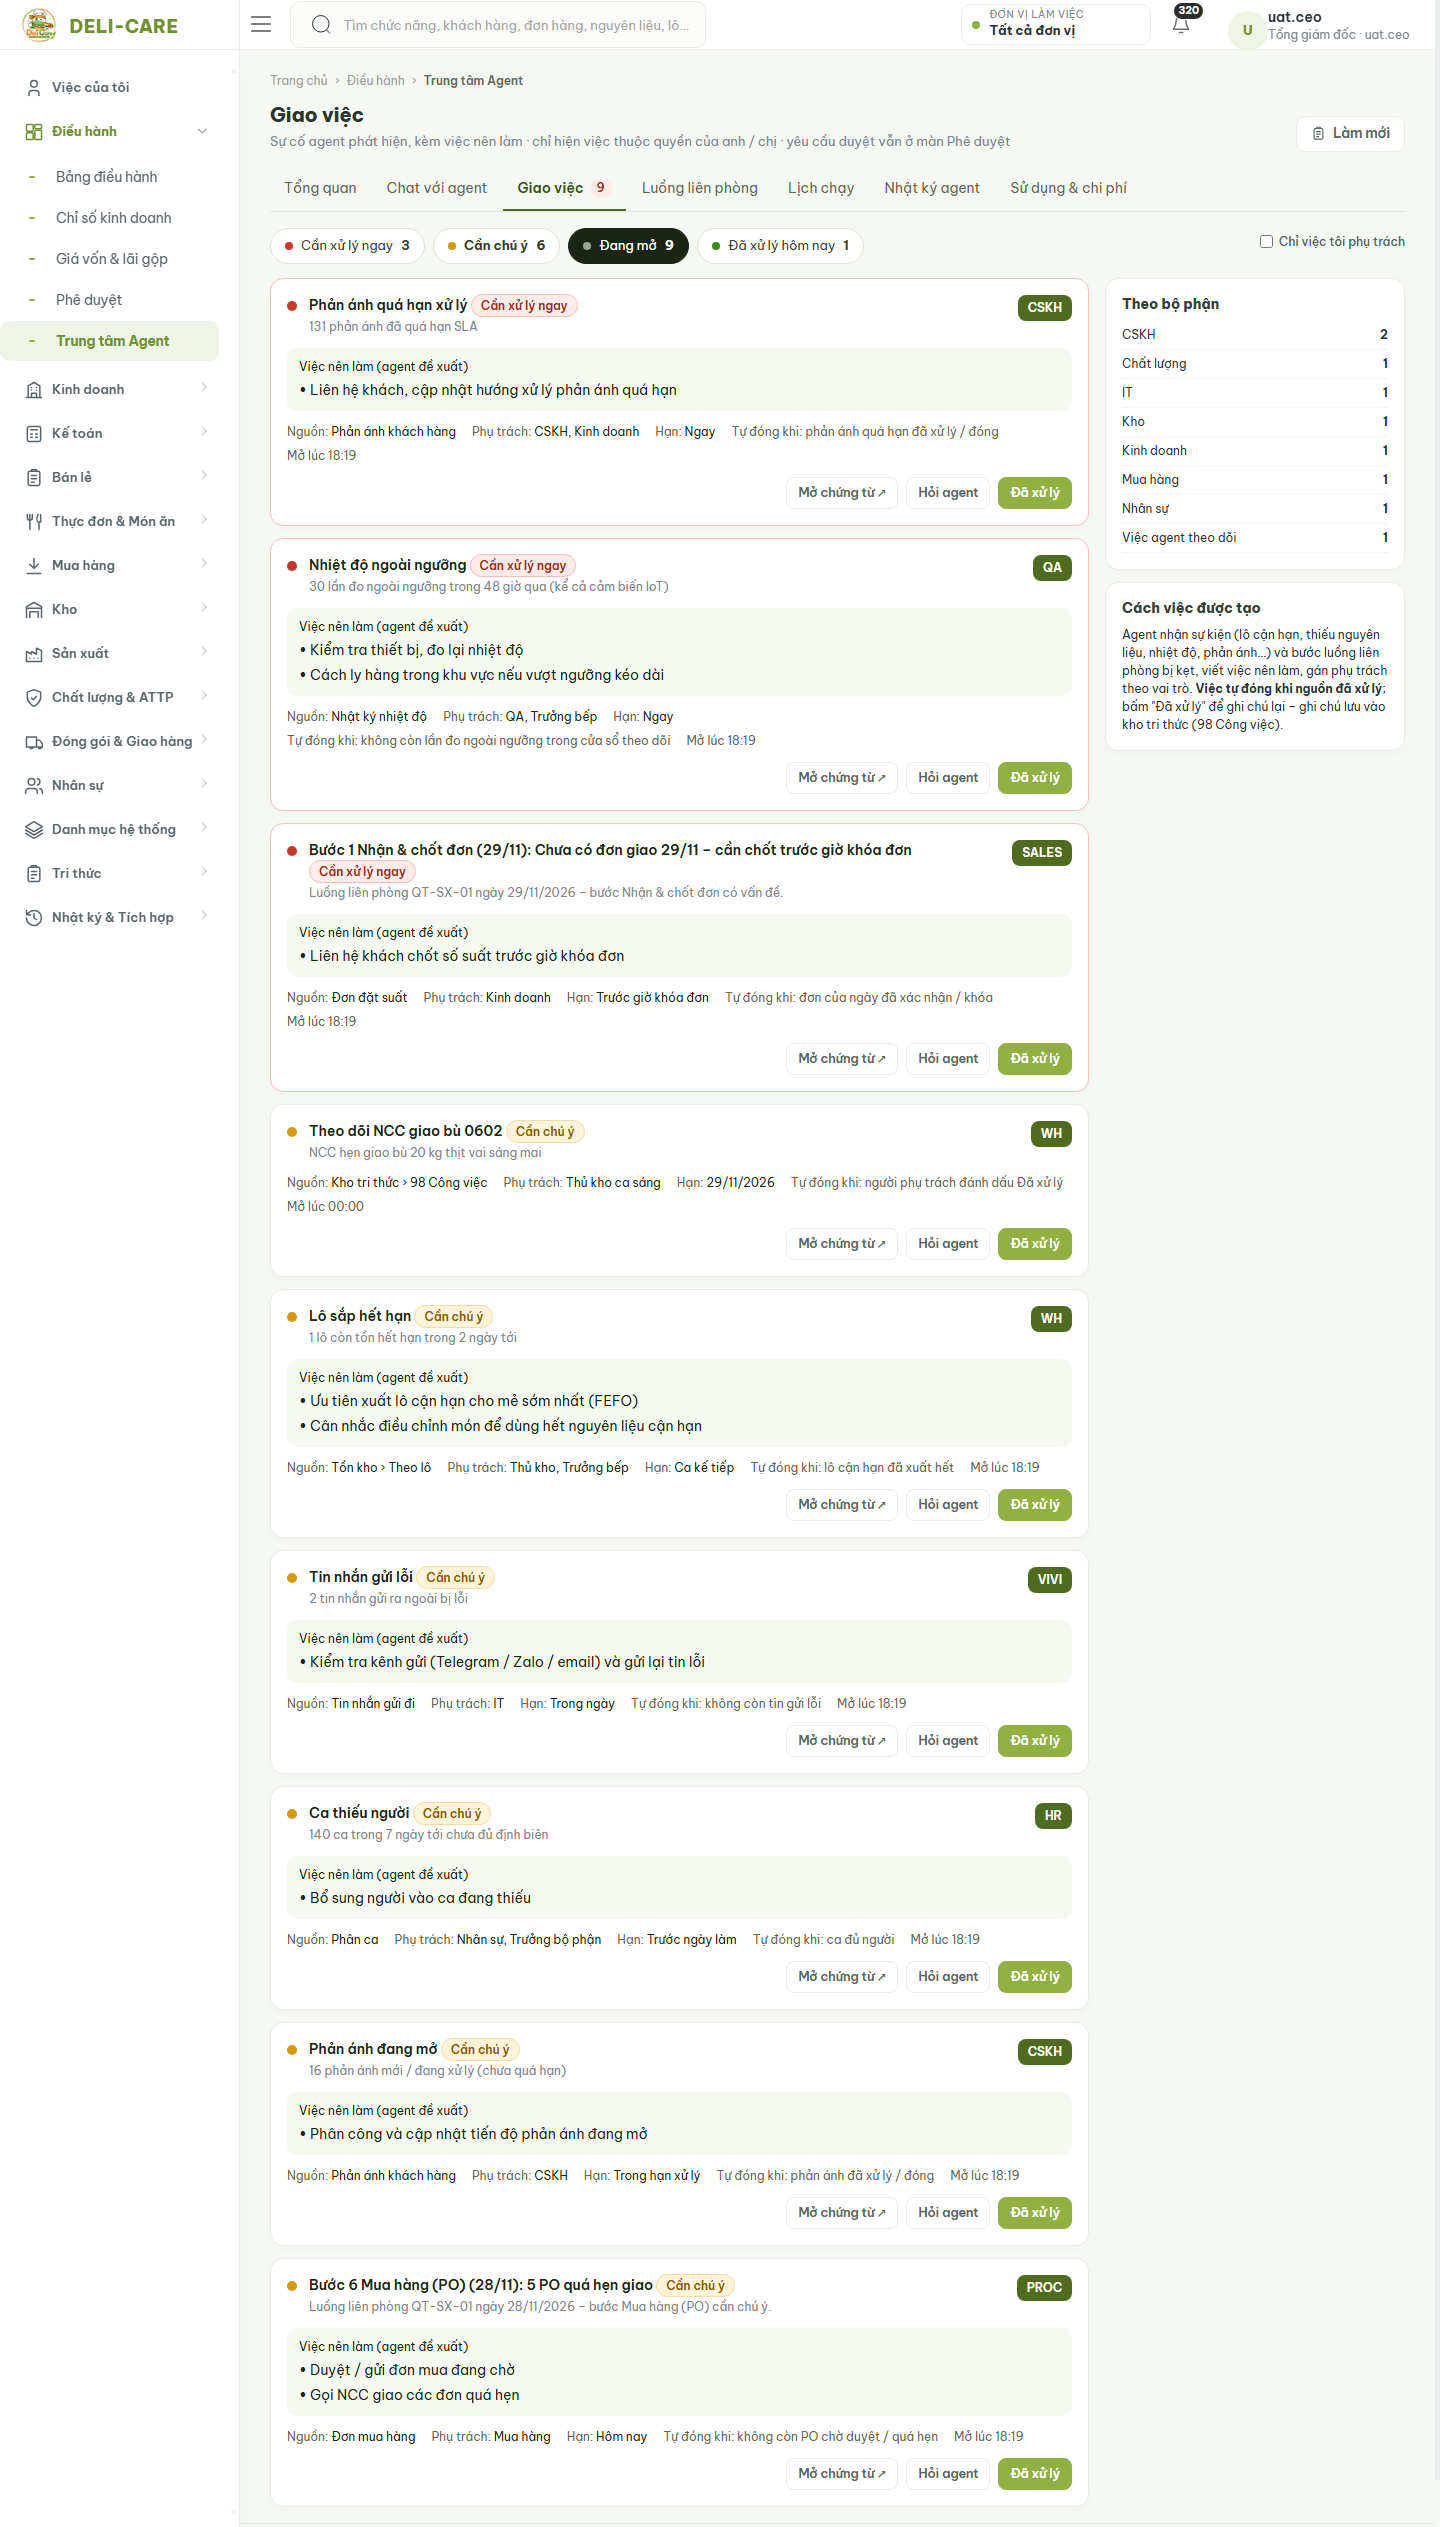 DELI-CARE
Tìm chức năng, khách hàng, đơn hàng, nguyên liệu, lô...
ĐƠN VỊ LÀM VIỆC
Tất cả đơn vị
320
U
uat.ceo
Tổng giám đốc · uat.ceo
Việc của tôi
Điều hành
Bảng điều hành
Chỉ số kinh doanh
Giá vốn & lãi gộp
Phê duyệt
Trung tâm Agent
Kinh doanh
Kế toán
Bán lẻ
Thực đơn & Món ăn
Mua hàng
Kho
Sản xuất
Chất lượng & ATTP
Đóng gói & Giao hàng
Nhân sự
Danh mục hệ thống
Tri thức
Nhật ký & Tích hợp
Trang chủ › Điều hành › Trung tâm Agent
Giao việc
Sự cố agent phát hiện, kèm việc nên làm · chỉ hiện việc thuộc quyền của anh / chị · yêu cầu duyệt vẫn ở màn Phê duyệt
Làm mới
Tổng quan Chat với agent Giao việc 9 Luồng liên phòng Lịch chạy Nhật ký agent Sử dụng & chi phí
Cần xử lý ngay 3 Cần chú ý 6 Đang mở 9 Đã xử lý hôm nay 1
Chỉ việc tôi phụ trách
Phản ánh quá hạn xử lý Cần xử lý ngay CSKH
131 phản ánh đã quá hạn SLA
Việc nên làm (agent đề xuất)
• Liên hệ khách, cập nhật hướng xử lý phản ánh quá hạn
Nguồn: Phản ánh khách hàng Phụ trách: CSKH, Kinh doanh Hạn: Ngay Tự đóng khi: phản ánh quá hạn đã xử lý / đóng
Mở lúc 18:19
Mở chứng từ ↗ Hỏi agent Đã xử lý
Nhiệt độ ngoài ngưỡng Cần xử lý ngay QA
30 lần đo ngoài ngưỡng trong 48 giờ qua (kể cả cảm biến IoT)
Việc nên làm (agent đề xuất)
• Kiểm tra thiết bị, đo lại nhiệt độ
• Cách ly hàng trong khu vực nếu vượt ngưỡng kéo dài
Nguồn: Nhật ký nhiệt độ Phụ trách: QA, Trưởng bếp Hạn: Ngay
Tự đóng khi: không còn lần đo ngoài ngưỡng trong cửa sổ theo dõi Mở lúc 18:19
Mở chứng từ ↗ Hỏi agent Đã xử lý
Bước 1 Nhận & chốt đơn (29/11): Chưa có đơn giao 29/11 – cần chốt trước giờ khóa đơn SALES
Cần xử lý ngay
Luồng liên phòng QT-SX-01 ngày 29/11/2026 – bước Nhận & chốt đơn có vấn đề.
Việc nên làm (agent đề xuất)
• Liên hệ khách chốt số suất trước giờ khóa đơn
Nguồn: Đơn đặt suất Phụ trách: Kinh doanh Hạn: Trước giờ khóa đơn Tự đóng khi: đơn của ngày đã xác nhận / khóa
Mở lúc 18:19
Mở chứng từ ↗ Hỏi agent Đã xử lý
Theo dõi NCC giao bù 0602 Cần chú ý WH
NCC hẹn giao bù 20 kg thịt vai sáng mai
Nguồn: Kho tri thức › 98 Công việc Phụ trách: Thủ kho ca sáng Hạn: 29/11/2026 Tự đóng khi: người phụ trách đánh dấu Đã xử lý
Mở lúc 00:00
Mở chứng từ ↗ Hỏi agent Đã xử lý
Lô sắp hết hạn Cần chú ý WH
1 lô còn tồn hết hạn trong 2 ngày tới
Việc nên làm (agent đề xuất)
• Ưu tiên xuất lô cận hạn cho mẻ sớm nhất (FEFO)
• Cân nhắc điều chỉnh món để dùng hết nguyên liệu cận hạn
Nguồn: Tồn kho › Theo lô Phụ trách: Thủ kho, Trưởng bếp Hạn: Ca kế tiếp Tự đóng khi: lô cận hạn đã xuất hết Mở lúc 18:19
Mở chứng từ ↗ Hỏi agent Đã xử lý
Tin nhắn gửi lỗi Cần chú ý VIVI
2 tin nhắn gửi ra ngoài bị lỗi
Việc nên làm (agent đề xuất)
• Kiểm tra kênh gửi (Telegram / Zalo / email) và gửi lại tin lỗi
Nguồn: Tin nhắn gửi đi Phụ trách: IT Hạn: Trong ngày Tự đóng khi: không còn tin gửi lỗi Mở lúc 18:19
Mở chứng từ ↗ Hỏi agent Đã xử lý
Ca thiếu người Cần chú ý HR
140 ca trong 7 ngày tới chưa đủ định biên
Việc nên làm (agent đề xuất)
• Bổ sung người vào ca đang thiếu
Nguồn: Phân ca Phụ trách: Nhân sự, Trưởng bộ phận Hạn: Trước ngày làm Tự đóng khi: ca đủ người Mở lúc 18:19
Mở chứng từ ↗ Hỏi agent Đã xử lý
Phản ánh đang mở Cần chú ý CSKH
16 phản ánh mới / đang xử lý (chưa quá hạn)
Việc nên làm (agent đề xuất)
• Phân công và cập nhật tiến độ phản ánh đang mở
Nguồn: Phản ánh khách hàng Phụ trách: CSKH Hạn: Trong hạn xử lý Tự đóng khi: phản ánh đã xử lý / đóng Mở lúc 18:19
Mở chứng từ ↗ Hỏi agent Đã xử lý
Bước 6 Mua hàng (PO) (28/11): 5 PO quá hẹn giao Cần chú ý PROC
Luồng liên phòng QT-SX-01 ngày 28/11/2026 – bước Mua hàng (PO) cần chú ý.
Việc nên làm (agent đề xuất)
• Duyệt / gửi đơn mua đang chờ
• Gọi NCC giao các đơn quá hẹn
Nguồn: Đơn mua hàng Phụ trách: Mua hàng Hạn: Hôm nay Tự đóng khi: không còn PO chờ duyệt / quá hẹn Mở lúc 18:19
Mở chứng từ ↗ Hỏi agent Đã xử lý
Theo bộ phận
CSKH 2
Chất lượng 1
IT 1
Kho 1
Kinh doanh 1
Mua hàng 1
Nhân sự 1
Việc agent theo dõi 1
Cách việc được tạo
Agent nhận sự kiện (lô cận hạn, thiếu nguyên
liệu, nhiệt độ, phản ánh...) và bước luồng liên
phòng bị kẹt, viết việc nên làm, gán phụ trách
theo vai trò. Việc tự đóng khi nguồn đã xử lý;
bấm "Đã xử lý" để ghi chú lại – ghi chú lưu vào
kho tri thức (98 Công việc).